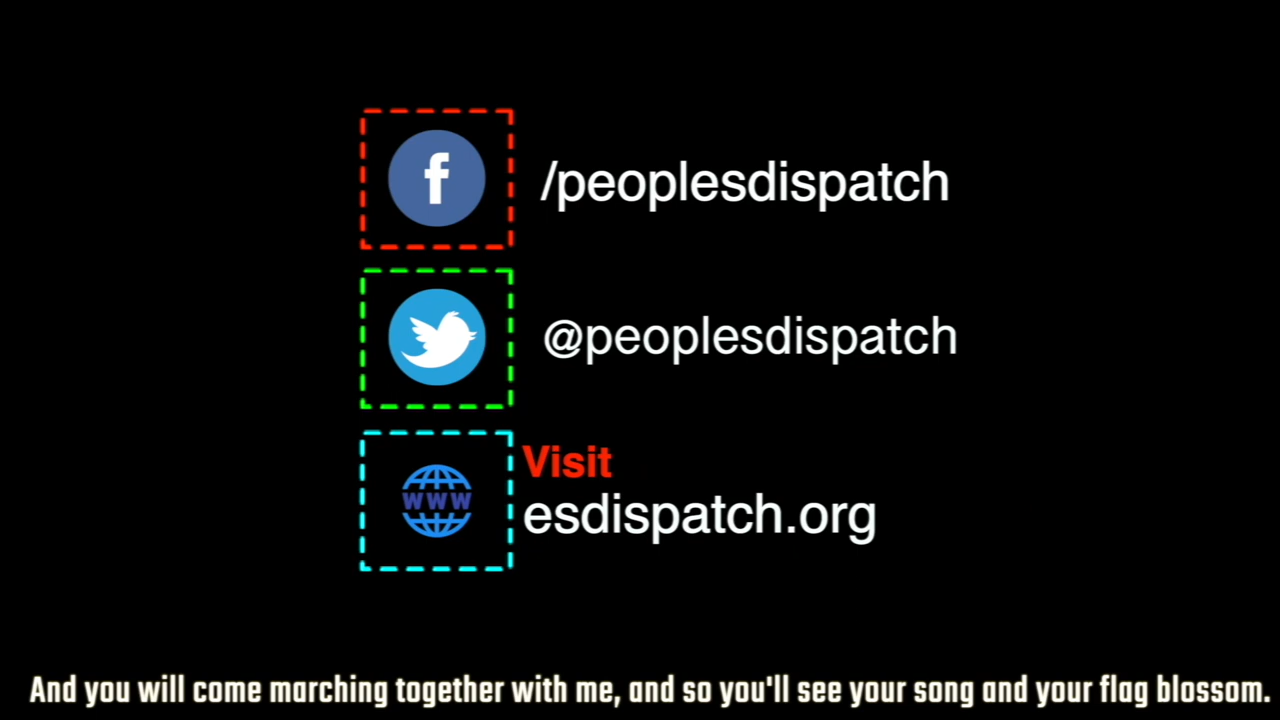 f
/peoplesdispatch
@peoplesdispatch
Visit
WWW
esdispatch.org
And you will come marching together with me, and so you'll see your song and your flag blossom.